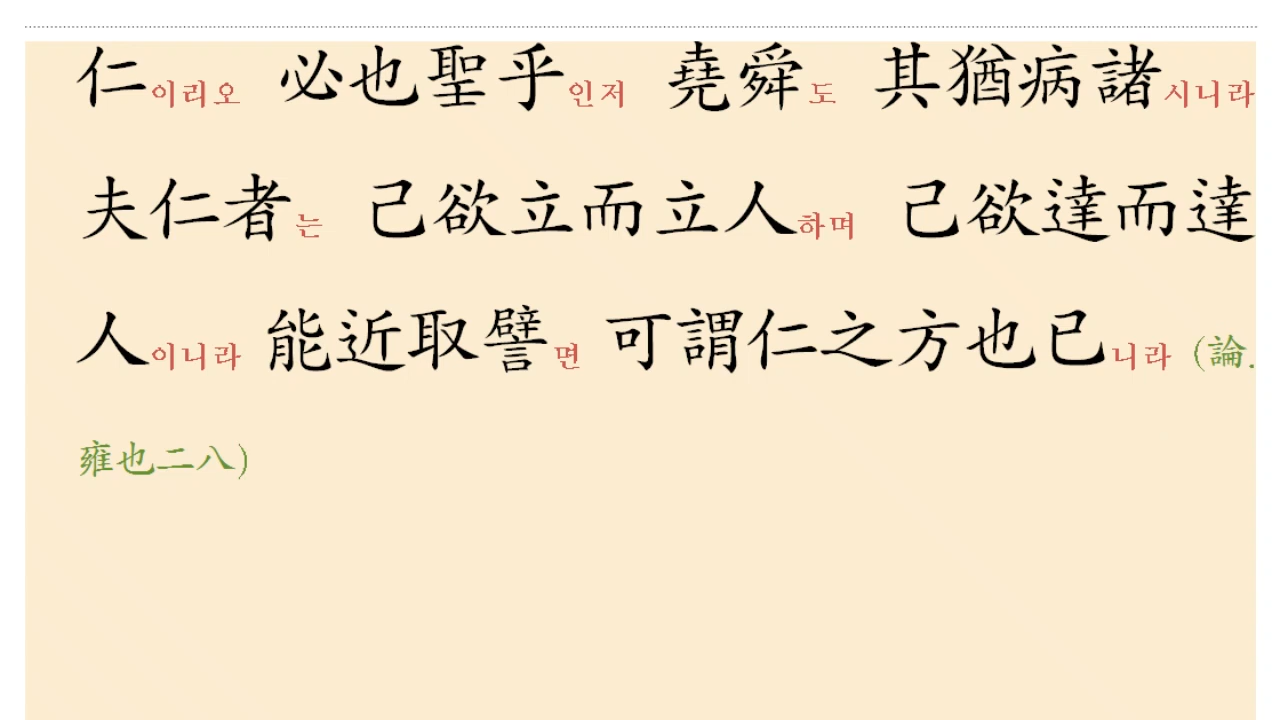 仁이리오 必也聖乎인저 堯舜도 其猶病諸시니라
夫仁者는 己欲立而立人하며 己欲達而達
人이니라 能近取譬면 可謂仁之方也已니라 (論.
雍也二八)